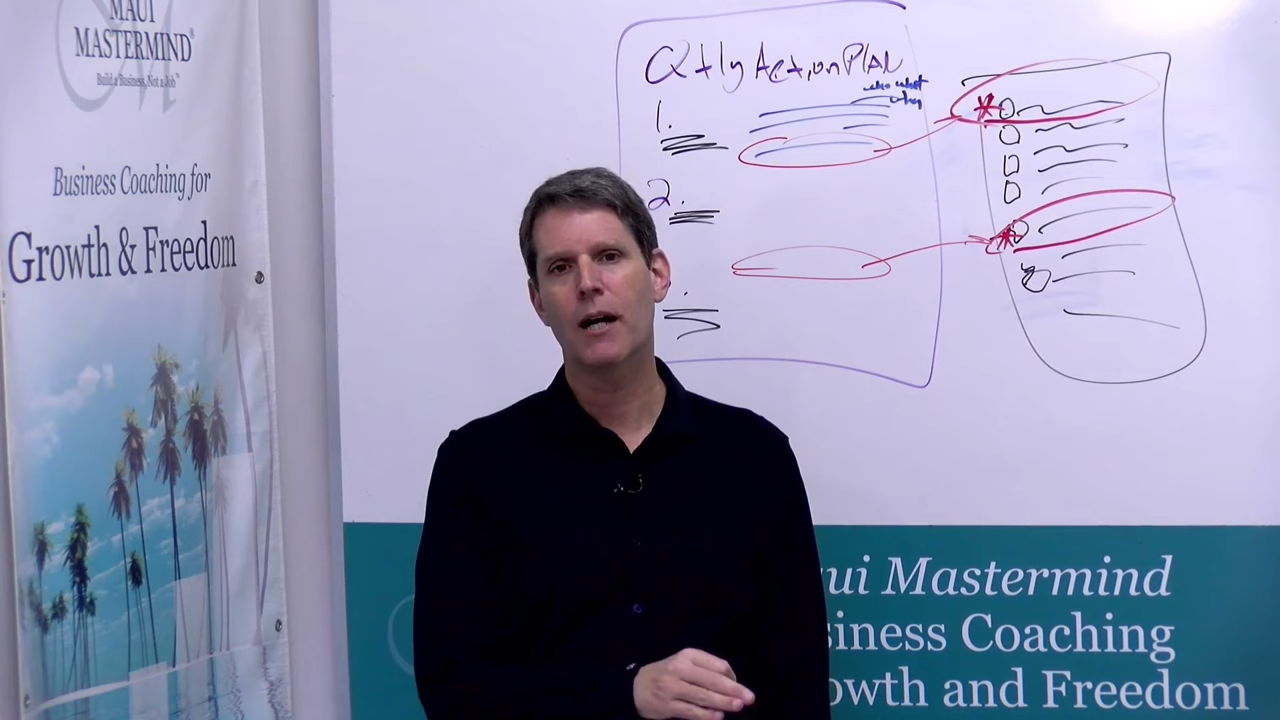 MAUI
MASTERMIND®
Build a Business, Not a Job™
Business Coaching for
Growth & Freedom
Qtly Action Plan
1.
2.
ui Mastermind
siness Coaching
owth and Freedom